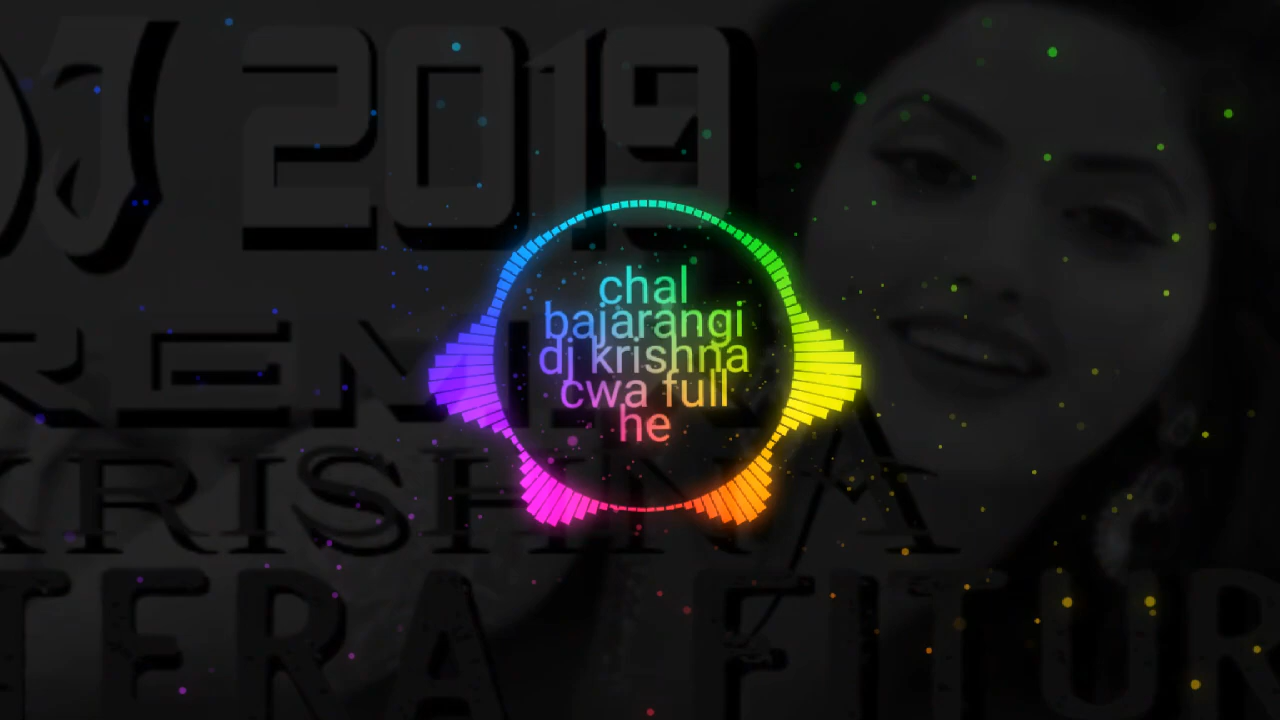 DJ 2019
REMIX
KRISHNA
TERA FITUR
chal
bajarangi
dj krishna
cwa full
he